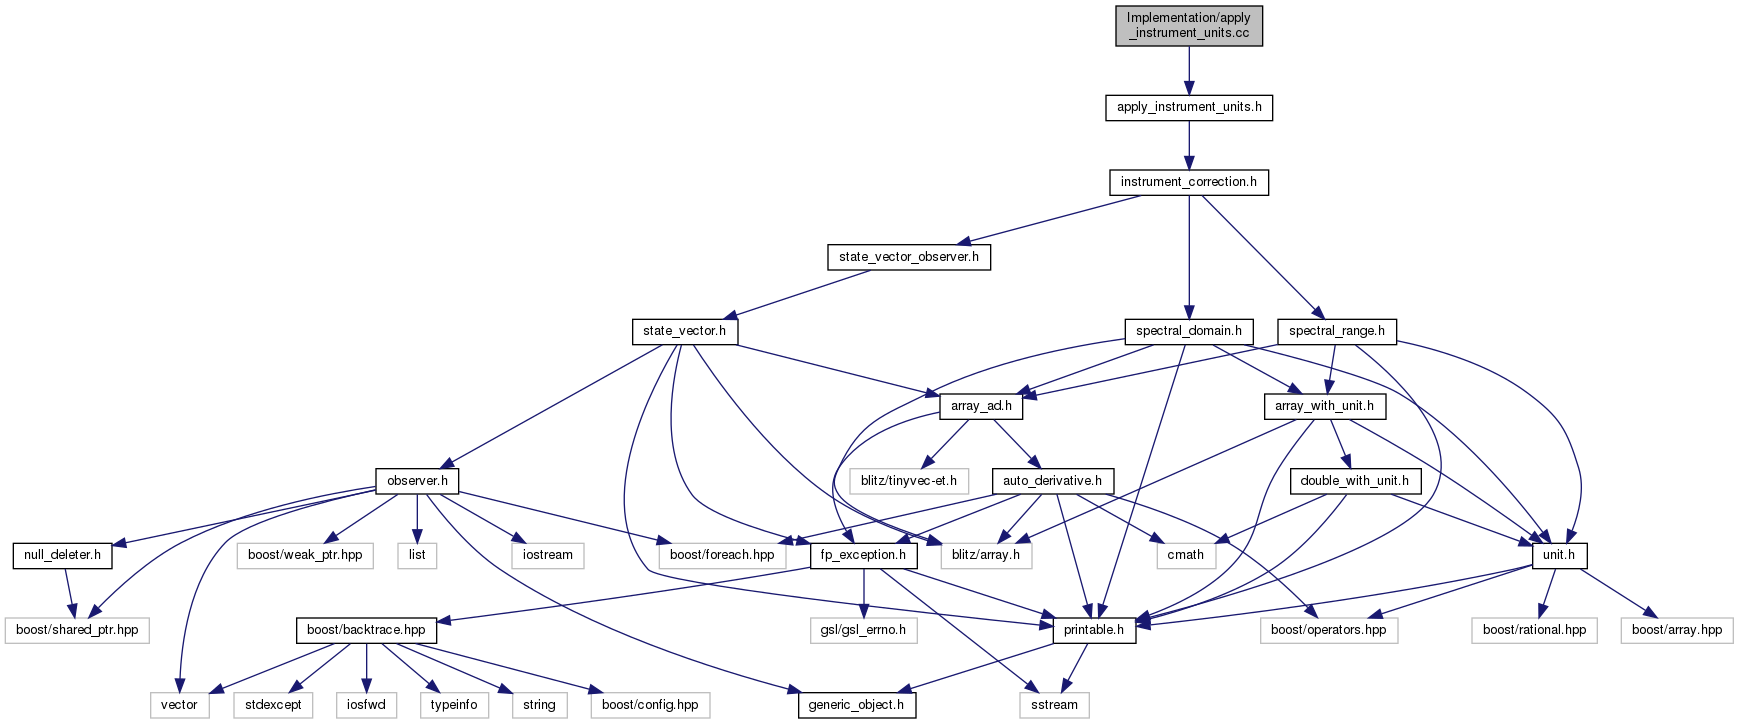 Implementation/apply
_instrument_units.cc
apply_instrument_units.h
instrument_correction.h
state_vector_observer.h
state_vector.h
spectral_domain.h
spectral_range.h
array_ad.h
array_with_unit.h
observer.h
blitz/tinyvec-et.h
auto_derivative.h
double_with_unit.h
null_deleter.h
boost/weak_ptr.hpp
list
iostream
boost/foreach.hpp
fp_exception.h
blitz/array.h
cmath
unit.h
boost/shared_ptr.hpp
boost/backtrace.hpp
gsl/gsl_errno.h
printable.h
boost/operators.hpp
boost/rational.hpp
boost/array.hpp
vector
stdexcept
iosfwd
typeinfo
string
boost/config.hpp
generic_object.h
sstream